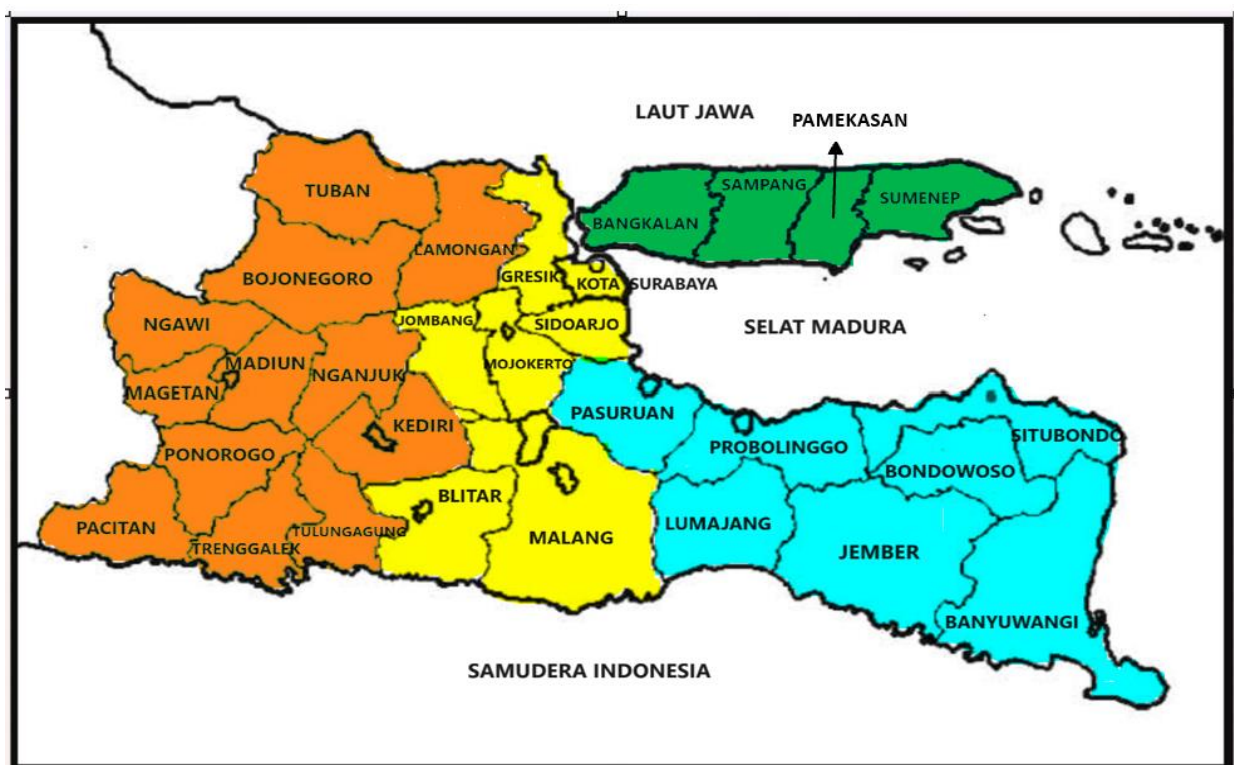 LAUT JAWA
PAMEKASAN
TUBAN
SAMPANG
SUMENEP
BANGKALAN
LAMONGAN
BOJONEGORO
GRESIK
KOTA SURABAYA
NGAWI
JOMBANG
SIDOARJO
SELAT MADURA
MADIUN
NGANJUK
MOJOKERTO
MAGETAN
PASURUAN
KEDIRI
PONOROGO
PROBOLINGGO
SITUBONDO
BONDOWOSO
BLITAR
PACITAN
TULUNGAGUNG
LUMAJANG
TRENGGALEK
MALANG
JEMBER
BANYUWANGI
SAMUDERA INDONESIA